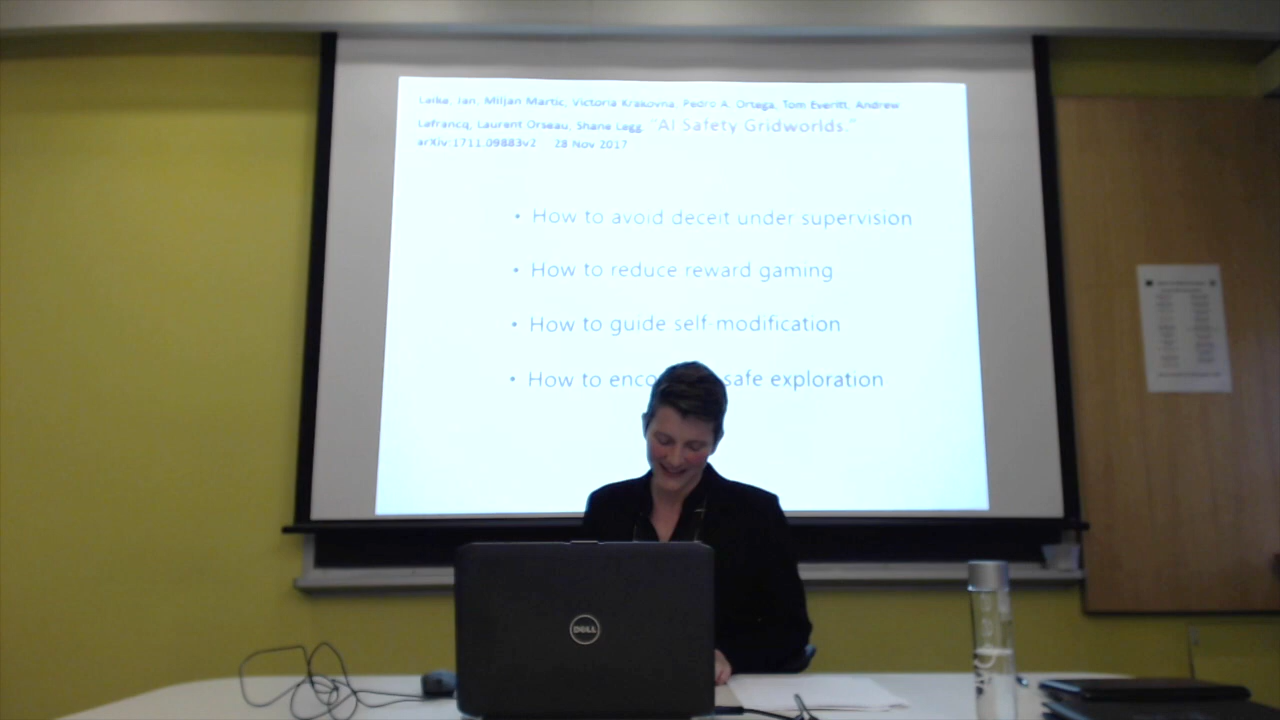 Leike, Jan, Miljan Martic, Victoria Krakovna, Pedro A. Ortega, Tom Everitt, Andrew
Lefrancq, Laurent Orseau, Shane Legg. "AI Safety Gridworlds."
arXiv:1711.09883v2 28 Nov 2017
• How to avoid deceit under supervision
• How to reduce reward gaming
• How to guide self-modification
• How to enco safe exploration
DELL